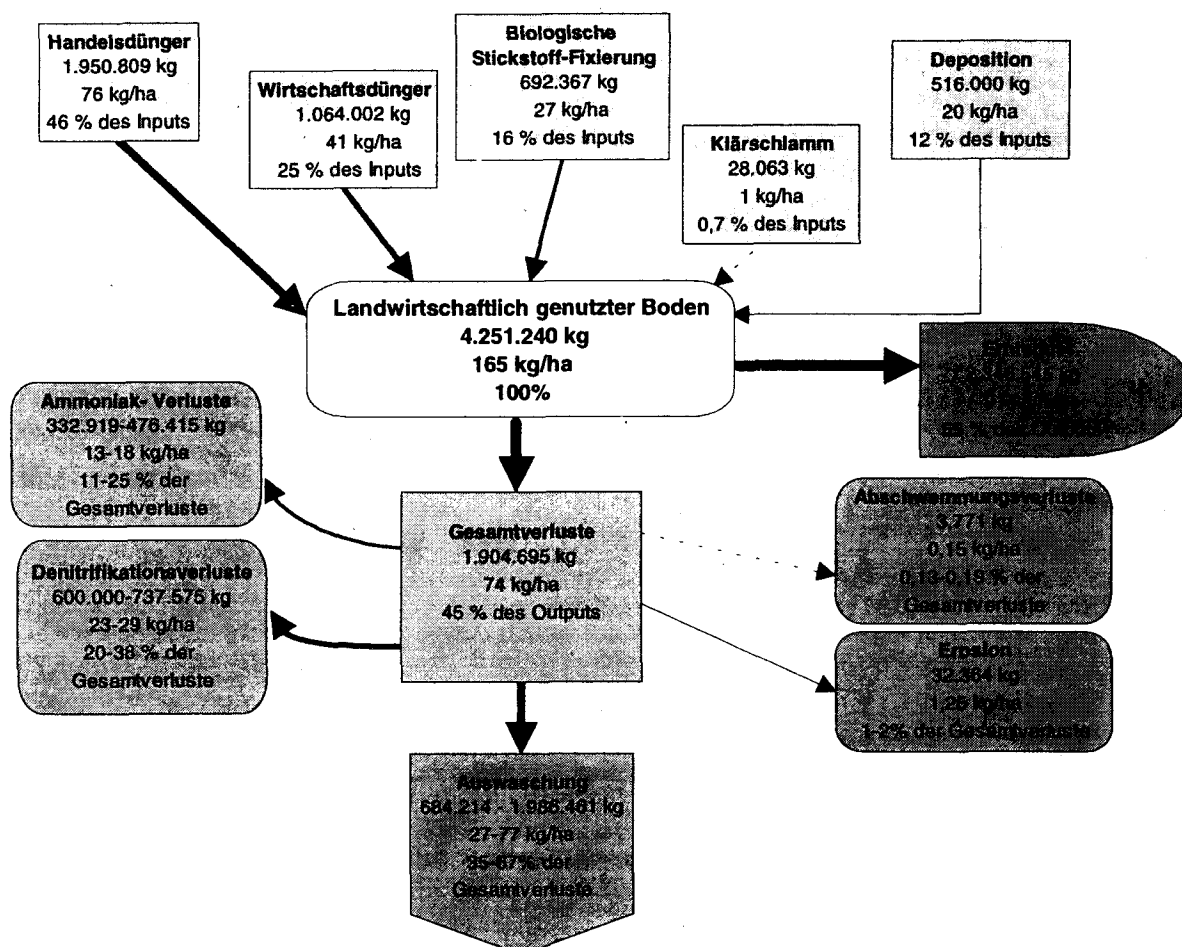 Handelsdünger
1.950.809 kg
76 kg/ha
46 % des Inputs
Wirtschaftsdünger
1.064.002 kg
41 kg/ha
25 % des Inputs
Biologische
Stickstoff-Fixierung
692.367 kg
27 kg/ha
16 % des Inputs
Klärschlamm
28.063 kg
1 kg/ha
0,7 % des Inputs
Deposition
516.000 kg
20 kg/ha
12 % des Inputs
Landwirtschaftlich genutzter Boden
4.251.240 kg
165 kg/ha
100%
Ammoniak-Verluste
332.919-476.415 kg
13-18 kg/ha
11-25 % der
Gesamtverluste
Denitrifikationsverluste
600.000-737.575 kg
23-29 kg/ha
20-38 % der
Gesamtverluste
Gesamtverluste
1.904.695 kg
74 kg/ha
45 % des Outputs
Abschwemmungsverluste
3.771 kg
0,15 kg/ha
0,13-0,19 % der
Gesamtverluste
Erosion
32.364 kg
1,25 kg/ha
1-2% der Gesamtverluste
Auswaschung
27-77 kg/ha
35-67% der
Gesamtverluste